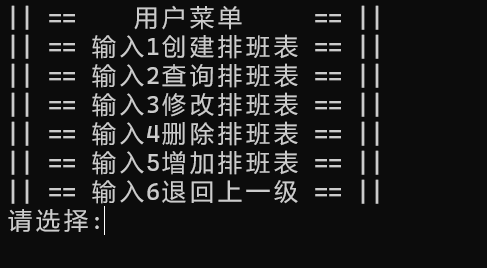 || ==    用户菜单     == ||
|| == 输入1创建排班表 == ||
|| == 输入2查询排班表 == ||
|| == 输入3修改排班表 == ||
|| == 输入4删除排班表 == ||
|| == 输入5增加排班表 == ||
|| == 输入6退回上一级 == ||
请选择: